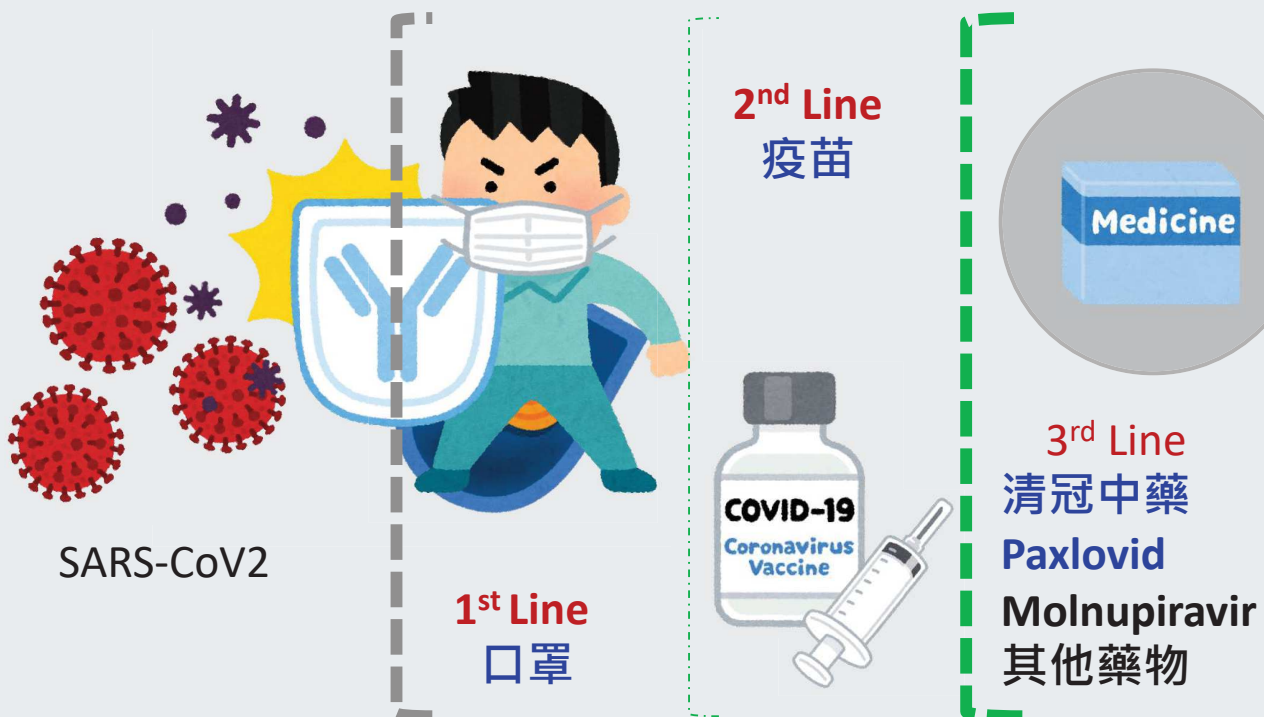 SARS-CoV2
1st Line
口罩
2nd Line
疫苗
COVID-19
Coronavirus
Vaccine
Medicine
3rd Line
清冠中藥
Paxlovid
Molnupiravir
其他藥物